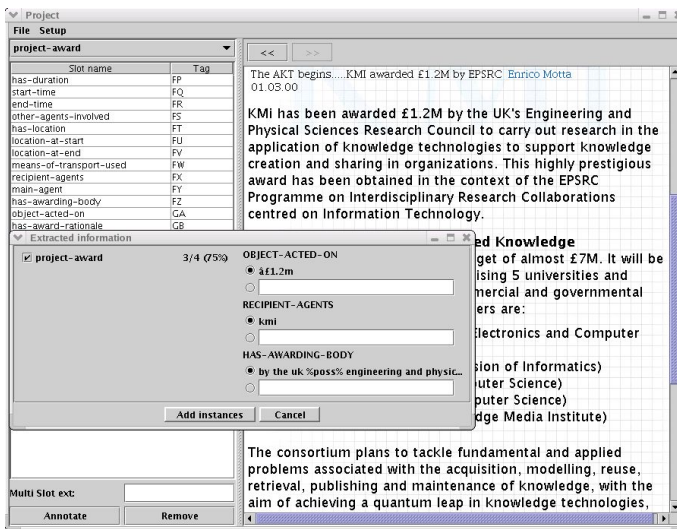 Project
File Setup
project-award
Slot name Tag
has-duration FP
start-time FQ
end-time FR
other-agents-involved FS
has-location FT
location-at-start FU
location-at-end FV
means-of-transport-used FW
recipient-agents FX
main-agent FY
has-awarding-body FZ
object-acted-on GA
has-award-rationale GB
<< >>
The AKT begins.....KMI awarded £1.2M by EPSRC Enrico Motta
01.03.00
KMi has been awarded £1.2M by the UK's Engineering and
Physical Sciences Research Council to carry out research in the
application of knowledge technologies to support knowledge
creation and sharing in organizations. This highly prestigious
award has been obtained in the context of the EPSRC
Programme on Interdisciplinary Research Collaborations
centred on Information Technology.
ed Knowledge
get of almost £7M. It will be
ising 5 universities and
mercial and governmental
ers are:
Electronics and Computer
sion of Informatics)
puter Science)
puter Science)
dge Media Institute)
The consortium plans to tackle fundamental and applied
problems associated with the acquisition, modelling, reuse,
retrieval, publishing and maintenance of knowledge, with the
aim of achieving a quantum leap in knowledge technologies,
Extracted information
project-award 3/4 (75%)
OBJECT-ACTED-ON
â£1.2m
RECIPIENT-AGENTS
kmi
HAS-AWARDING-BODY
by the uk %poss% engineering and physic...
Add instances Cancel
Multi Slot ext:
Annotate Remove